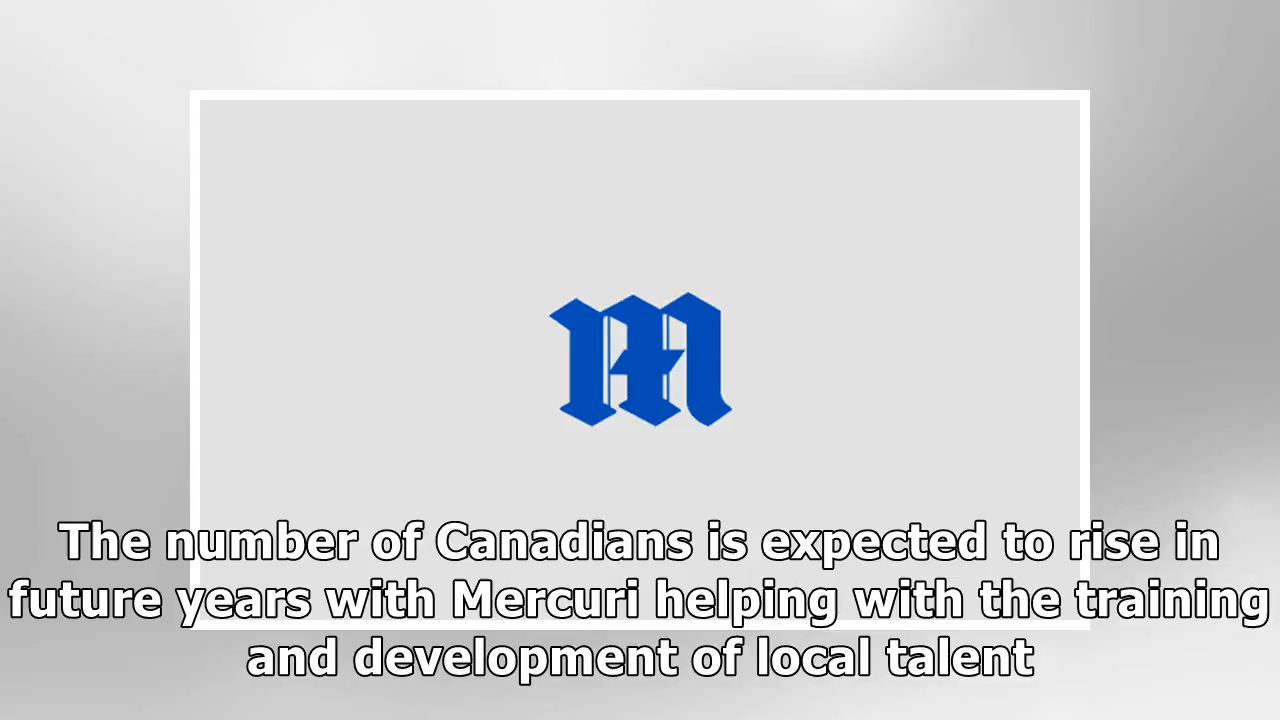 m
The number of Canadians is expected to rise in
future years with Mercuri helping with the training
and development of local talent